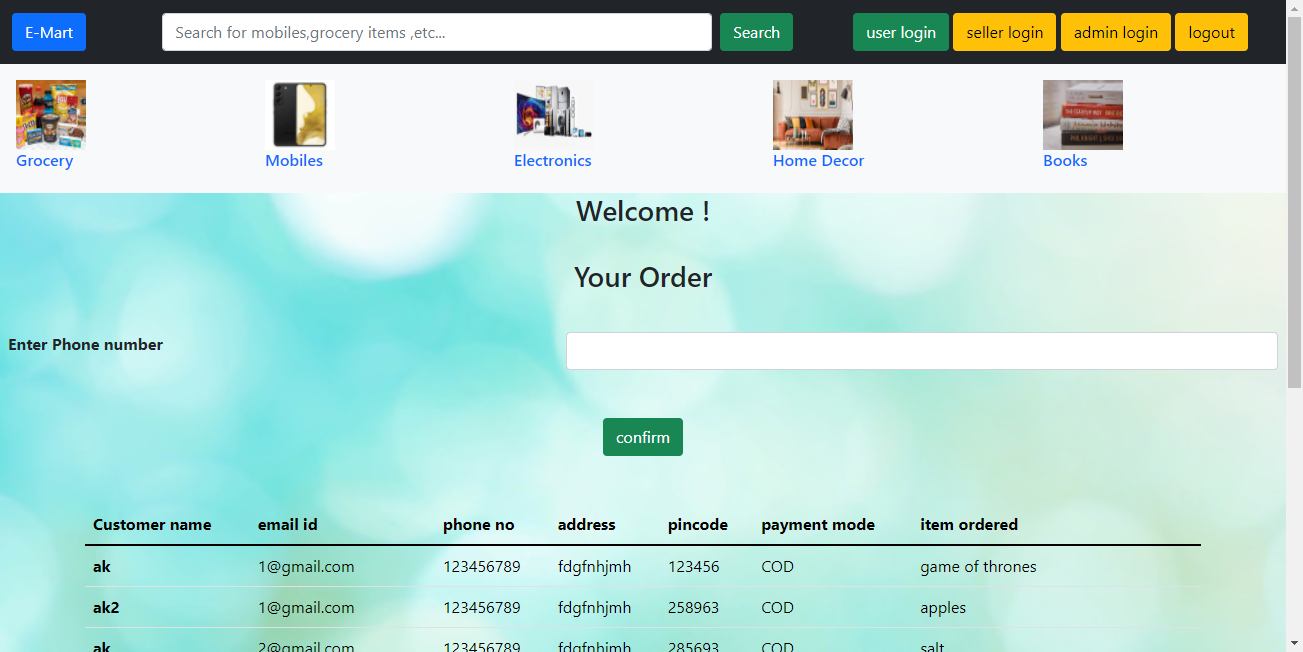 E-Mart Search for mobiles,grocery items ,etc... Search user login seller login admin login logout
Grocery Mobiles Electronics Home Decor Books
Welcome !
Your Order
Enter Phone number
confirm
Customer name email id phone no address pincode payment mode item ordered
ak 1@gmail.com 123456789 fdgfnhjmh 123456 COD game of thrones
ak2 1@gmail.com 123456789 fdgfnhjmh 258963 COD apples
ak 2@gmail.com 123456789 fdgfnhjmh 285693 COD salt